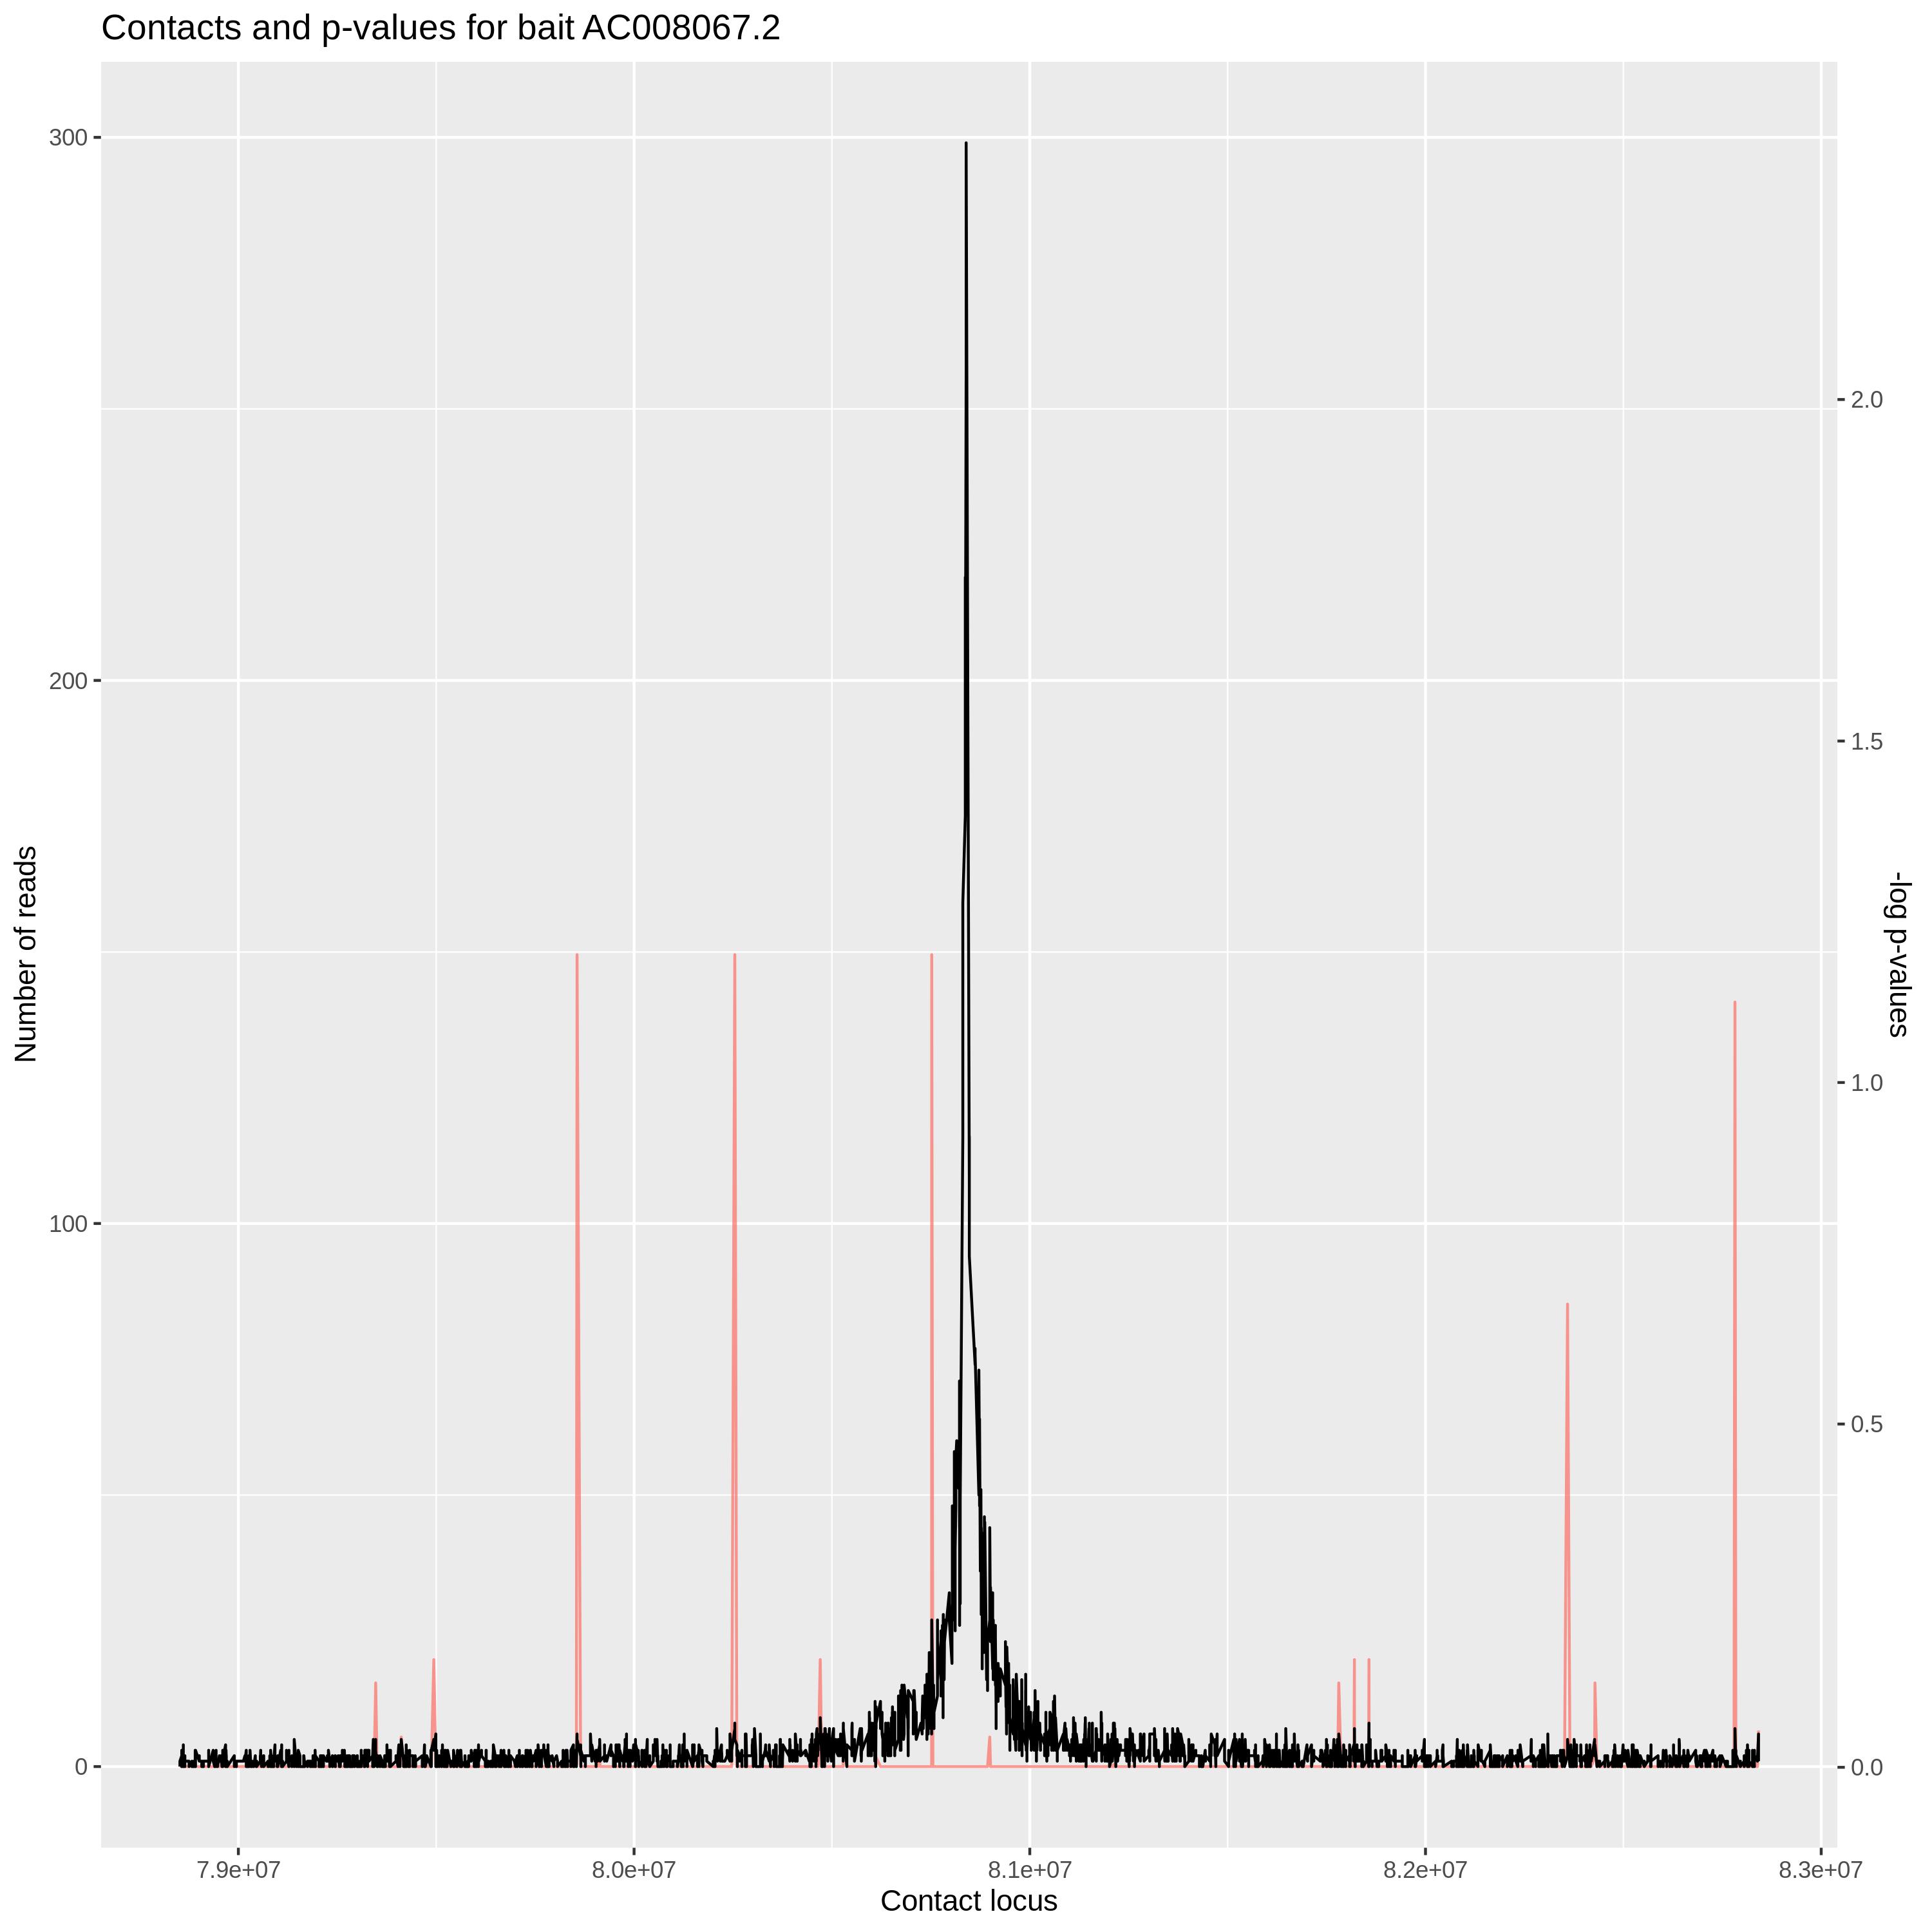 Contacts and p-values for bait AC008067.2
300
200
100
0
Number of reads
2.0
1.5
1.0
0.5
0.0
-log p-values
7.9e+07
8.0e+07
8.1e+07
8.2e+07
8.3e+07
Contact locus